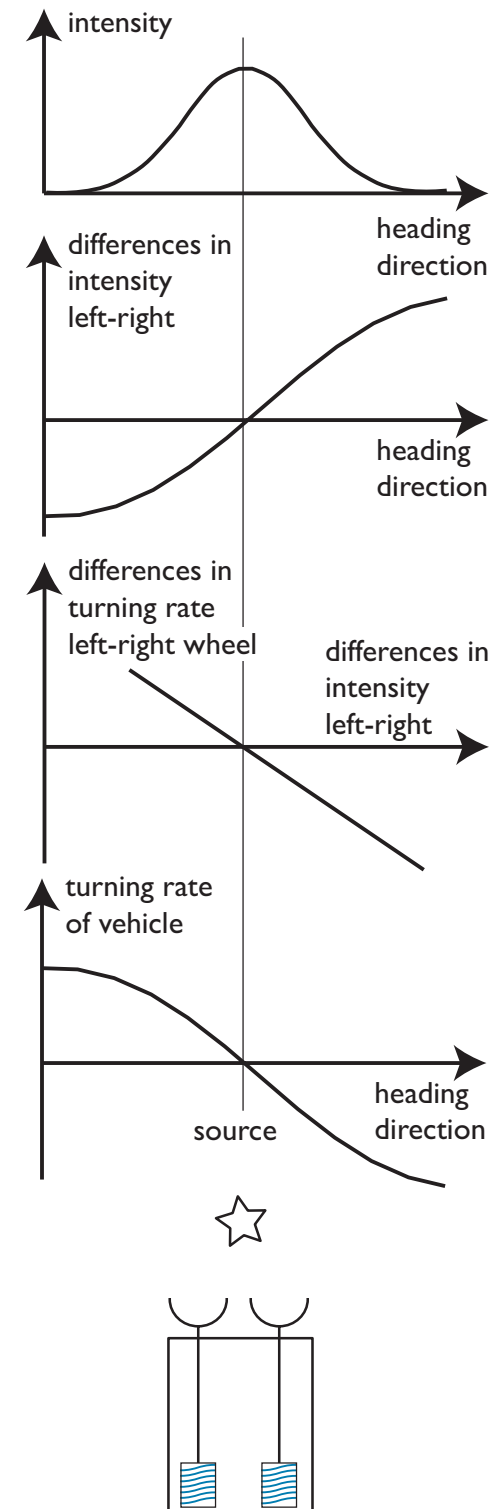 intensity
heading
direction
differences in
intensity
left-right
heading
direction
differences in
turning rate
left-right wheel
differences in
intensity
left-right
turning rate
of vehicle
heading
direction
source